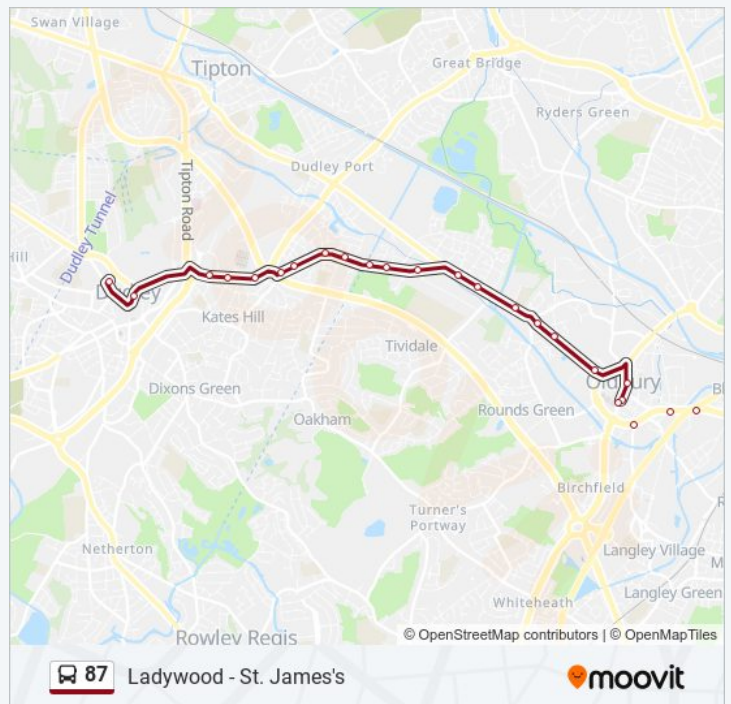 Swan Village
Tipton
Great Bridge
Ryders Green
Dudley Port
Tipton Road
Dudley Tunnel
Kates Hill
Tividale
Dixons Green
Oakham
Rounds Green
Oldbury
Turner's
Portway
Birchfield
Netherton
Langley Village
Langley Green
Whiteheath
Rowley Regis
© OpenStreetMap contributors | © OpenMapTiles
87 Ladywood - St. James's
moovit